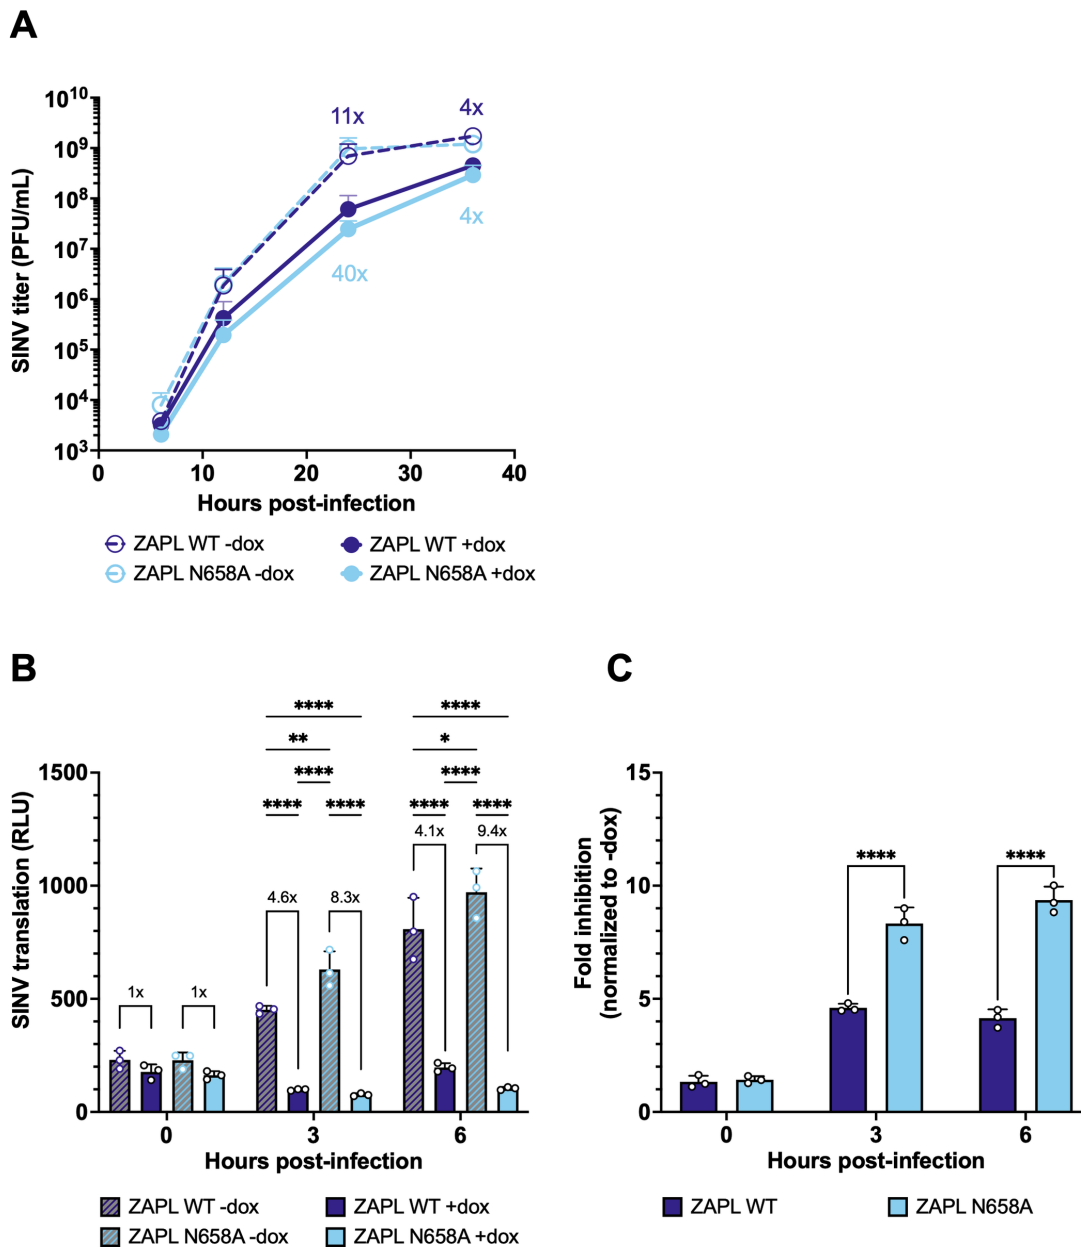 A
SINV titer (PFU/mL)
10^10
10^9
10^8
10^7
10^6
10^5
10^4
10^3
11x
4x
4x
40x
0 10 20 30 40
Hours post-infection
ZAPL WT -dox
ZAPL WT +dox
ZAPL N658A -dox
ZAPL N658A +dox
B
SINV translation (RLU)
1500
1000
500
0
**** ****
** *
**** ****
**** **** **** ****
4.1x 9.4x
4.6x 8.3x
1x 1x
0 3 6
Hours post-infection
ZAPL WT -dox
ZAPL WT +dox
ZAPL N658A -dox
ZAPL N658A +dox
C
Fold inhibition
(normalized to -dox)
15
10
5
0
**** ****
0 3 6
Hours post-infection
ZAPL WT
ZAPL N658A